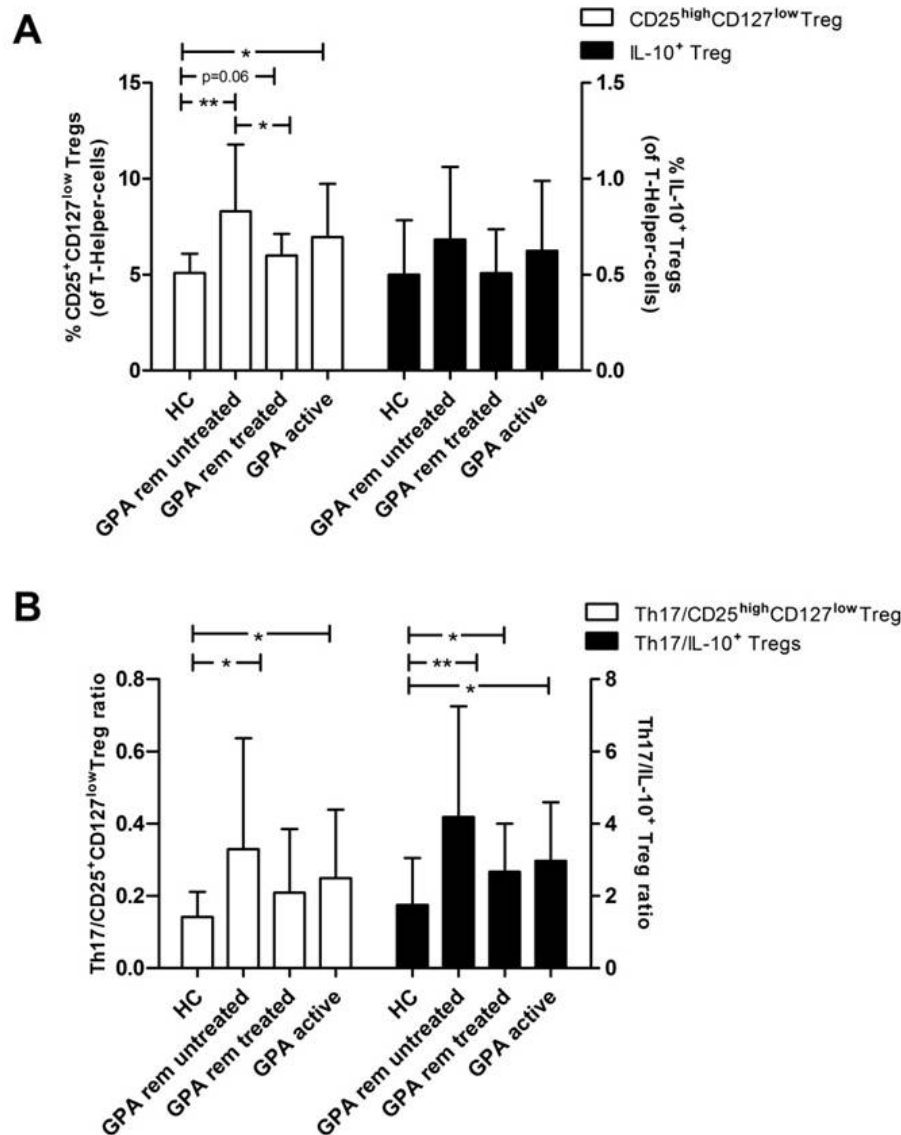 A
CD25highCD127low Treg
IL-10+ Treg
*
p=0.06
**
*
15
10
5
0
% CD25+CD127low Tregs
(of T-Helper-cells)
1.5
1.0
0.5
0.0
% IL-10+ Tregs
(of T-Helper-cells)
HC
GPA rem untreated
GPA rem treated
GPA active
HC
GPA rem untreated
GPA rem treated
GPA active
B
Th17/CD25highCD127low Treg
Th17/IL-10+ Tregs
*
*
*
**
*
0.8
0.6
0.4
0.2
0.0
Th17/CD25+CD127lowTreg ratio
8
6
4
2
0
Th17/IL-10+ Treg ratio
HC
GPA rem untreated
GPA rem treated
GPA active
HC
GPA rem untreated
GPA rem treated
GPA active